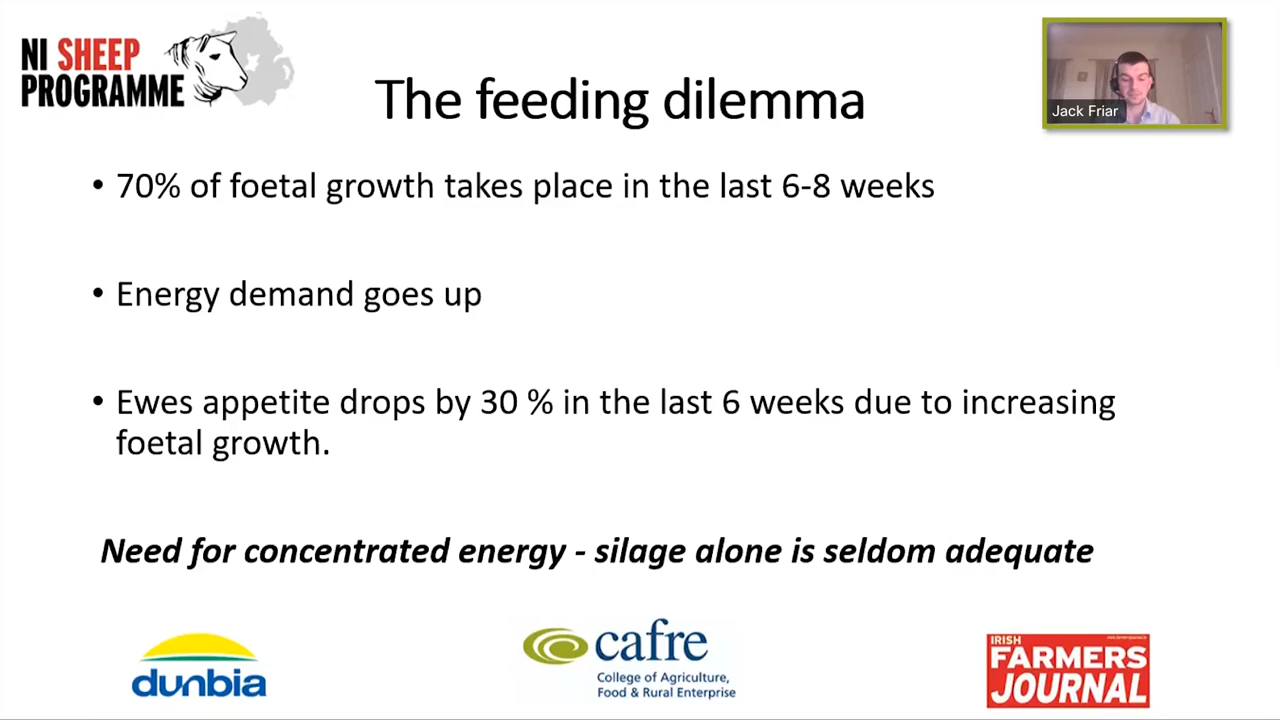 NI SHEEP
PROGRAMME
The feeding dilemma
Jack Friar
• 70% of foetal growth takes place in the last 6-8 weeks
• Energy demand goes up
• Ewes appetite drops by 30 % in the last 6 weeks due to increasing
foetal growth.
Need for concentrated energy - silage alone is seldom adequate
dunbia
cafre
College of Agriculture,
Food & Rural Enterprise
IRISH
FARMERS
JOURNAL